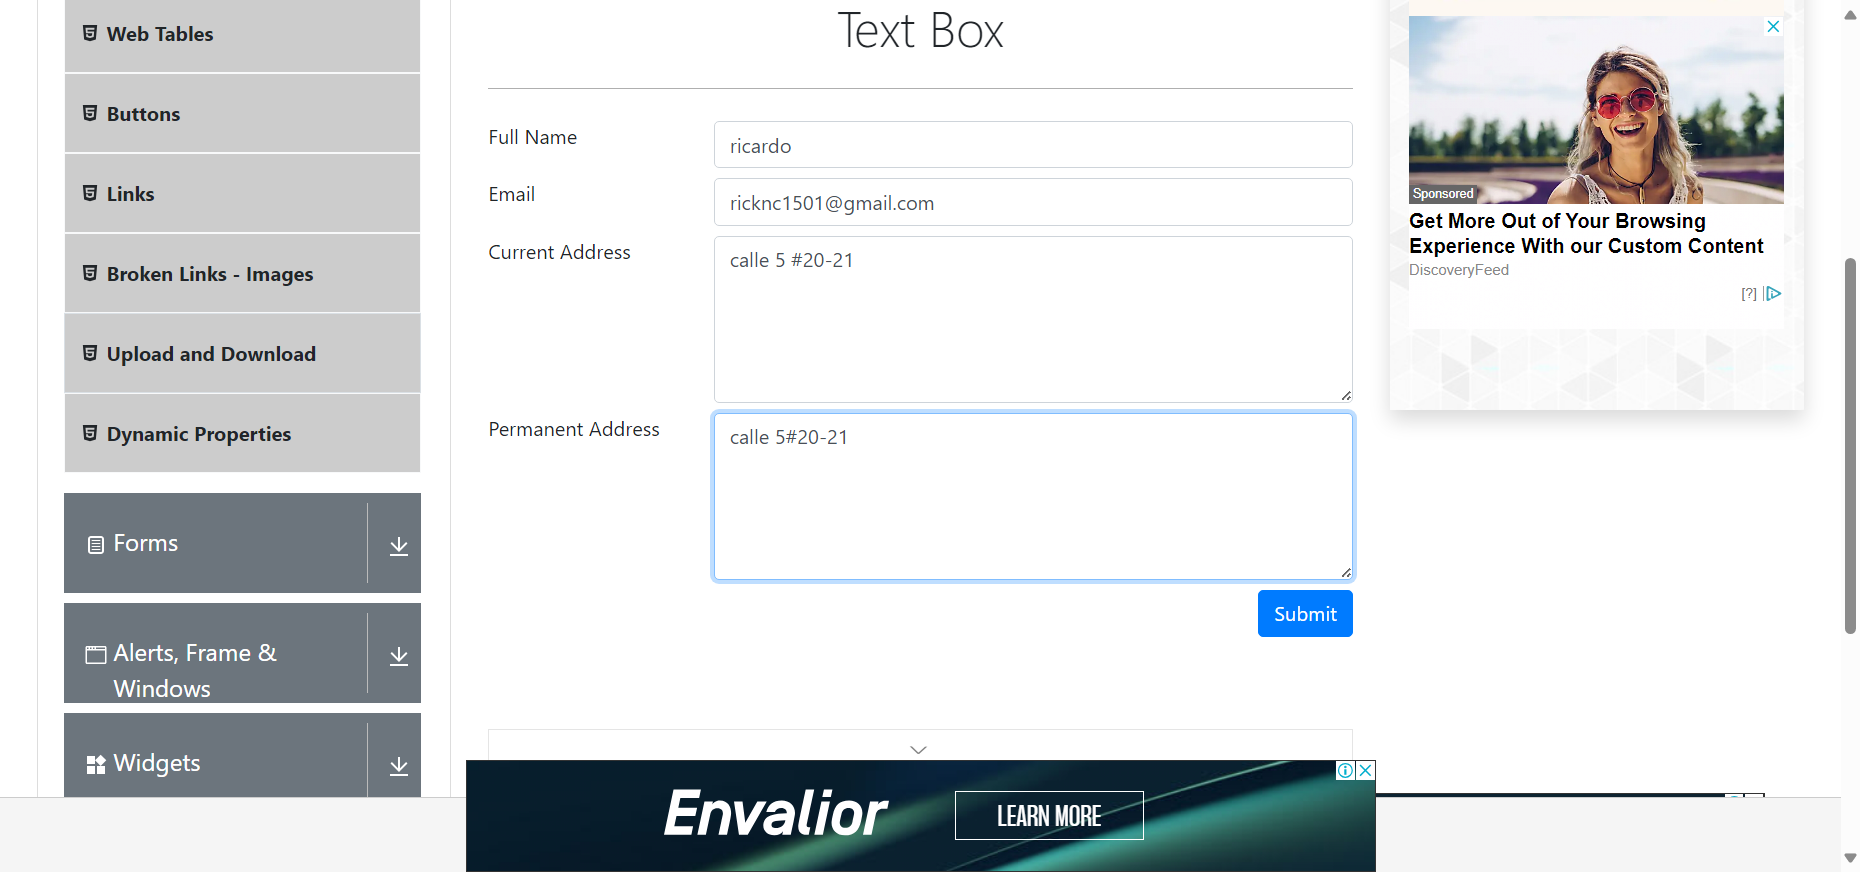 Web Tables
Buttons
Links
Broken Links - Images
Upload and Download
Dynamic Properties
Forms
Alerts, Frame &
Windows
Widgets
Text Box
Full Name
ricardo
Email
ricknc1501@gmail.com
Current Address
calle 5 #20-21
Permanent Address
calle 5#20-21
Submit
Sponsored
Get More Out of Your Browsing
Experience With our Custom Content
DiscoveryFeed
[?]
Envalior
LEARN MORE